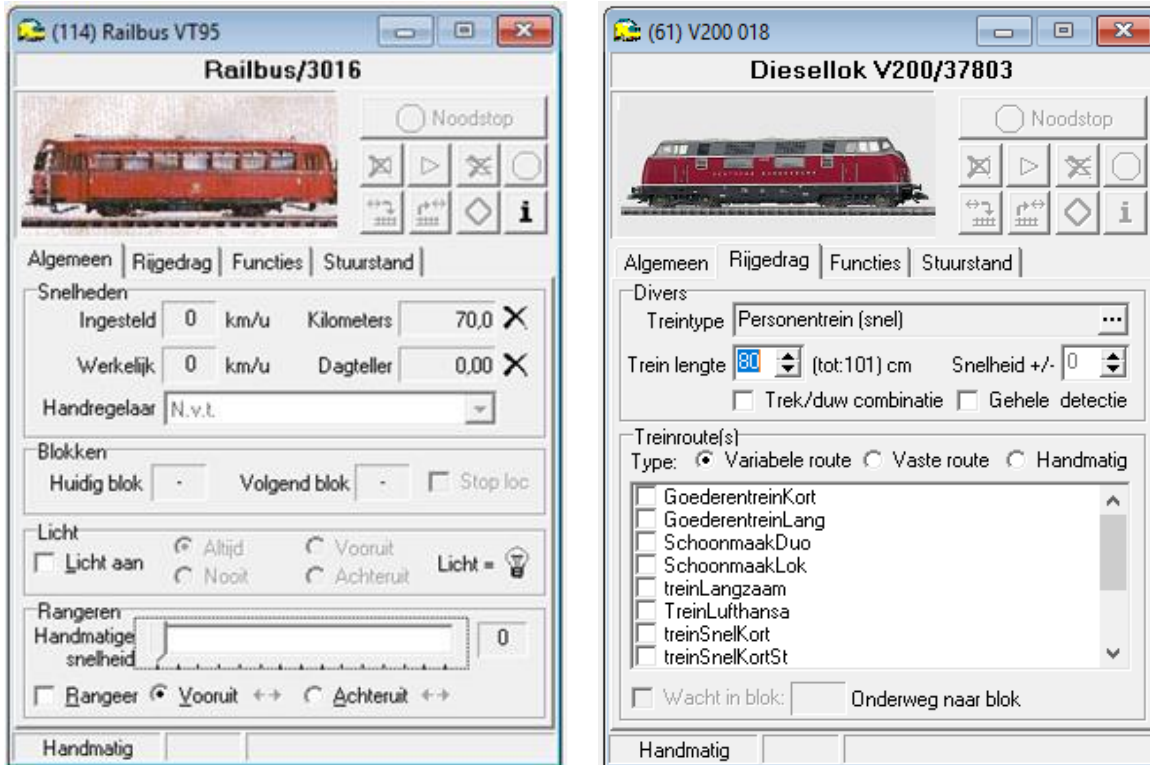 (114) Railbus VT95
Railbus/3016
Noodstop
i
Algemeen Rijgedrag Functies Stuurstand
Snelheden
Ingesteld 0 km/u Kilometers 70,0
Werkelijk 0 km/u Dagteller 0,00
Handregelaar N.v.t.
Blokken
Huidig blok - Volgend blok - Stop loc
Licht
Licht aan Altijd Vooruit Licht =
Nooit Achteruit
Rangeren
Handmatige snelheid 0
Rangeer Vooruit Achteruit
Handmatig
(61) V200 018
Diesellok V200/37803
Noodstop
i
Algemeen Rijgedrag Functies Stuurstand
Divers
Treintype Personentrein (snel) ...
Trein lengte 80 (tot:101) cm Snelheid +/- 0
Trek/duw combinatie Gehele detectie
Treinroute(s)
Type: Variabele route Vaste route Handmatig
GoederentreinKort
GoederentreinLang
SchoonmaakDuo
SchoonmaakLok
treinLangzaam
TreinLufthansa
treinSnelKort
treinSnelKortSt
Wacht in blok: Onderweg naar blok
Handmatig